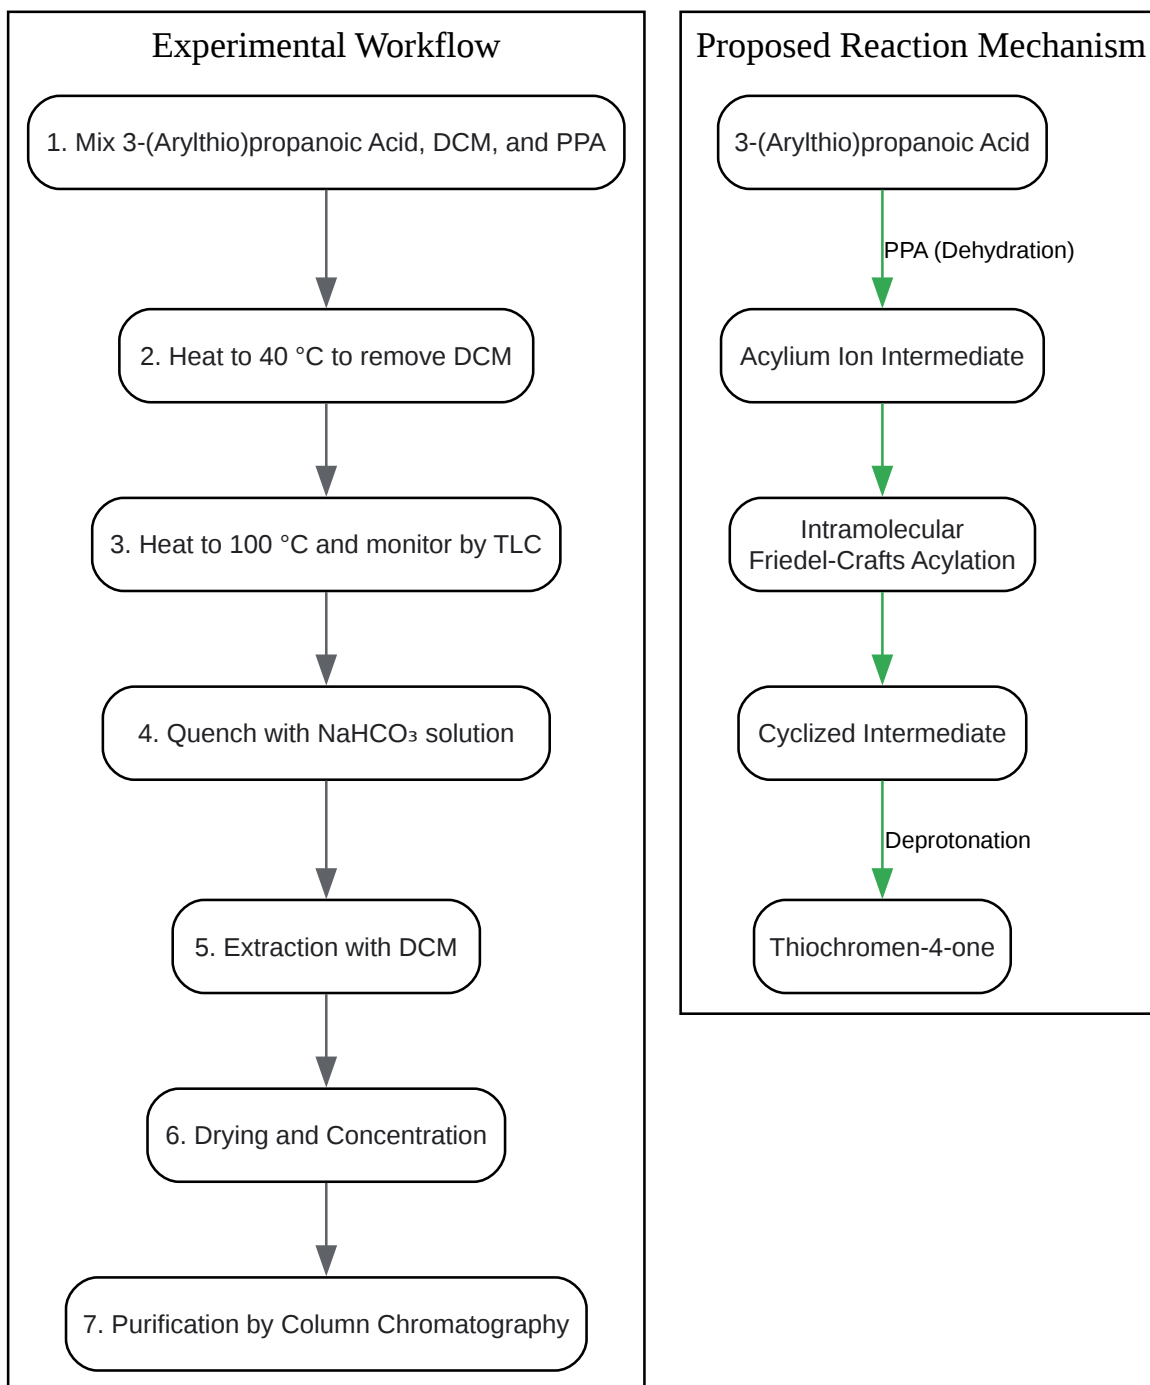 Experimental Workflow
1. Mix 3-(Arylthio)propanoic Acid, DCM, and PPA
2. Heat to 40 °C to remove DCM
3. Heat to 100 °C and monitor by TLC
4. Quench with NaHCO₃ solution
5. Extraction with DCM
6. Drying and Concentration
7. Purification by Column Chromatography
Proposed Reaction Mechanism
3-(Arylthio)propanoic Acid
PPA (Dehydration)
Acylium Ion Intermediate
Intramolecular
Friedel-Crafts Acylation
Cyclized Intermediate
Deprotonation
Thiochromen-4-one